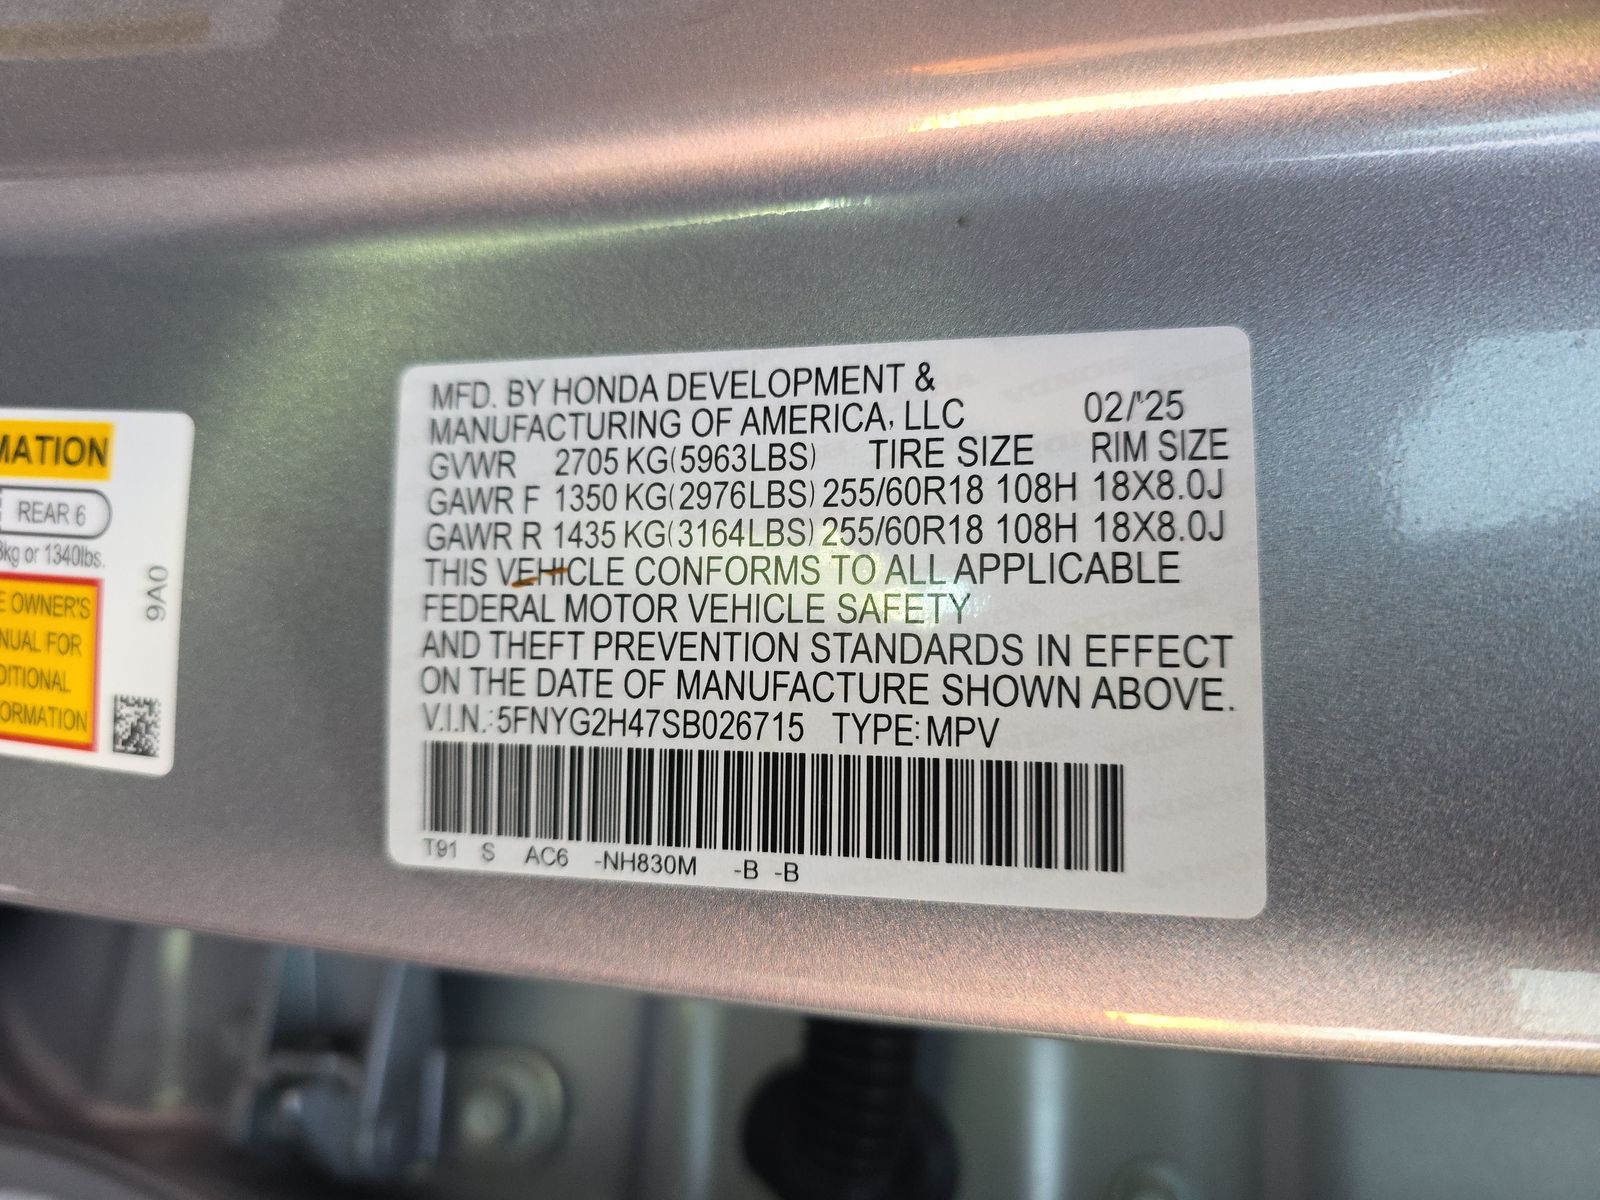 MATION
REAR 6
8kg or 1340lbs.
E OWNER'S
NUAL FOR
DITIONAL
ORMATION
9A0
MFD. BY HONDA DEVELOPMENT &
MANUFACTURING OF AMERICA, LLC 02/'25
GVWR 2705 KG(5963LBS) TIRE SIZE RIM SIZE
GAWR F 1350 KG(2976LBS) 255/60R18 108H 18X8.0J
GAWR R 1435 KG(3164LBS) 255/60R18 108H 18X8.0J
THIS VEHICLE CONFORMS TO ALL APPLICABLE
FEDERAL MOTOR VEHICLE SAFETY
AND THEFT PREVENTION STANDARDS IN EFFECT
ON THE DATE OF MANUFACTURE SHOWN ABOVE.
V.I.N.:5FNYG2H47SB026715 TYPE:MPV
T91 S AC6 -NH830M -B -B